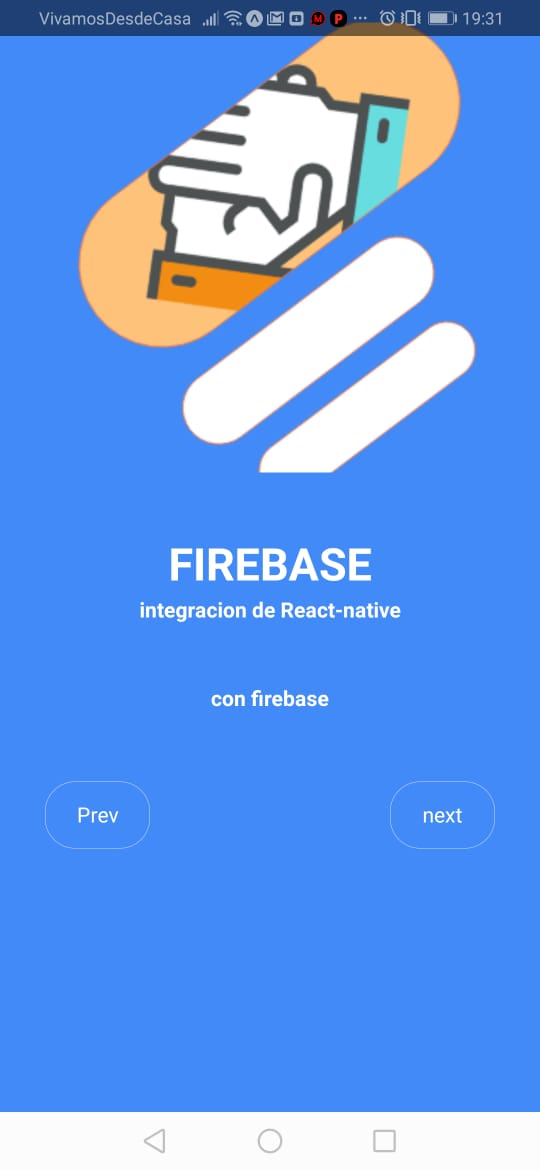 VivamosDesdeCasa 19:31
FIREBASE
integracion de React-native
con firebase
Prev
next